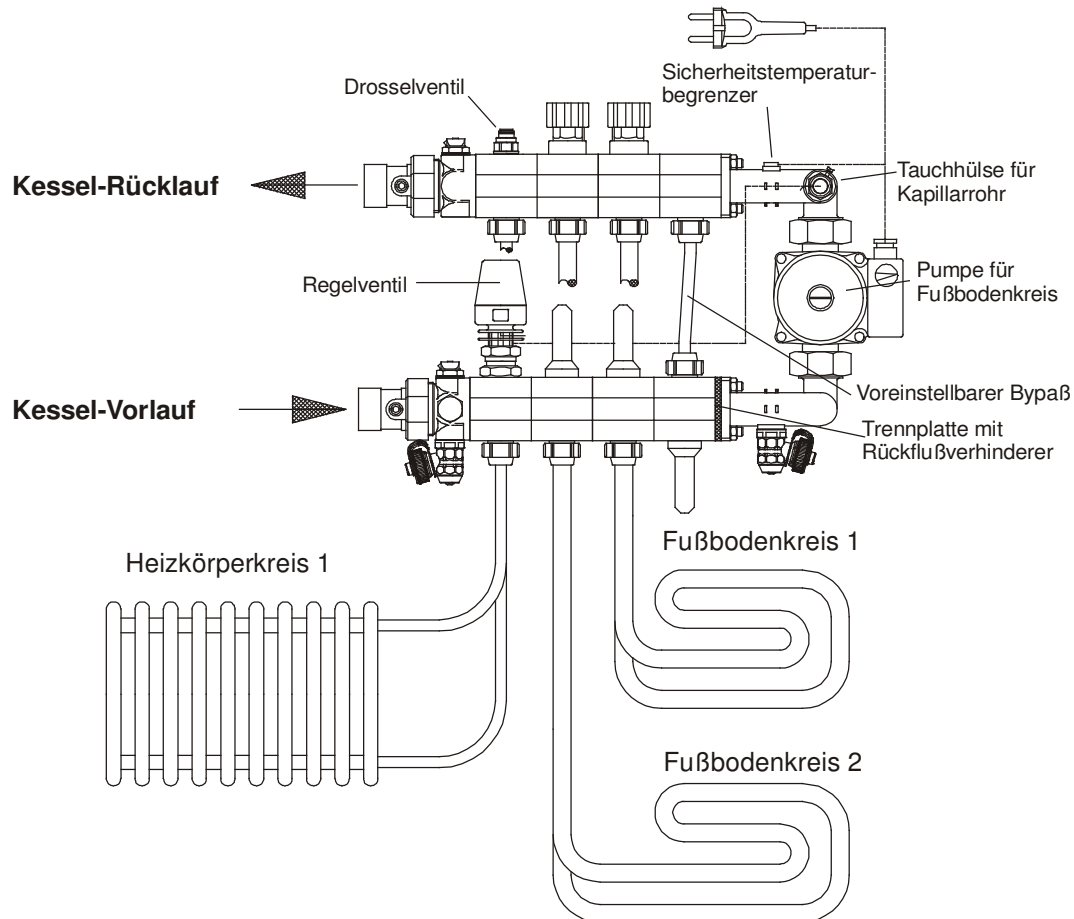 Sicherheitstemperatur-
begrenzer
Drosselventil
Kessel-Rücklauf
Tauchhülse für
Kapillarrohr
Regelventil
Pumpe für
Fußbodenkreis
Kessel-Vorlauf
Voreinstellbarer Bypaß
Trennplatte mit
Rückflußverhinderer
Heizkörperkreis 1
Fußbodenkreis 1
Fußbodenkreis 2